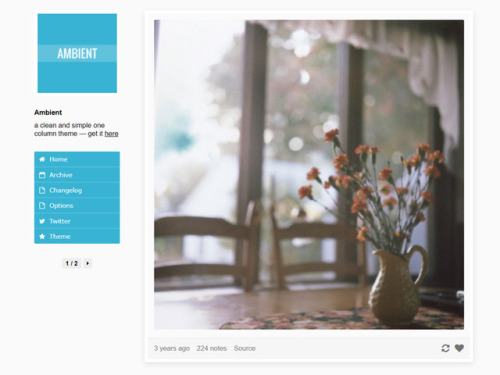 AMBIENT
Ambient
a clean and simple one
column theme — get it here
Home
Archive
Changelog
Options
Twitter
Theme
1 / 2
3 years ago 224 notes Source